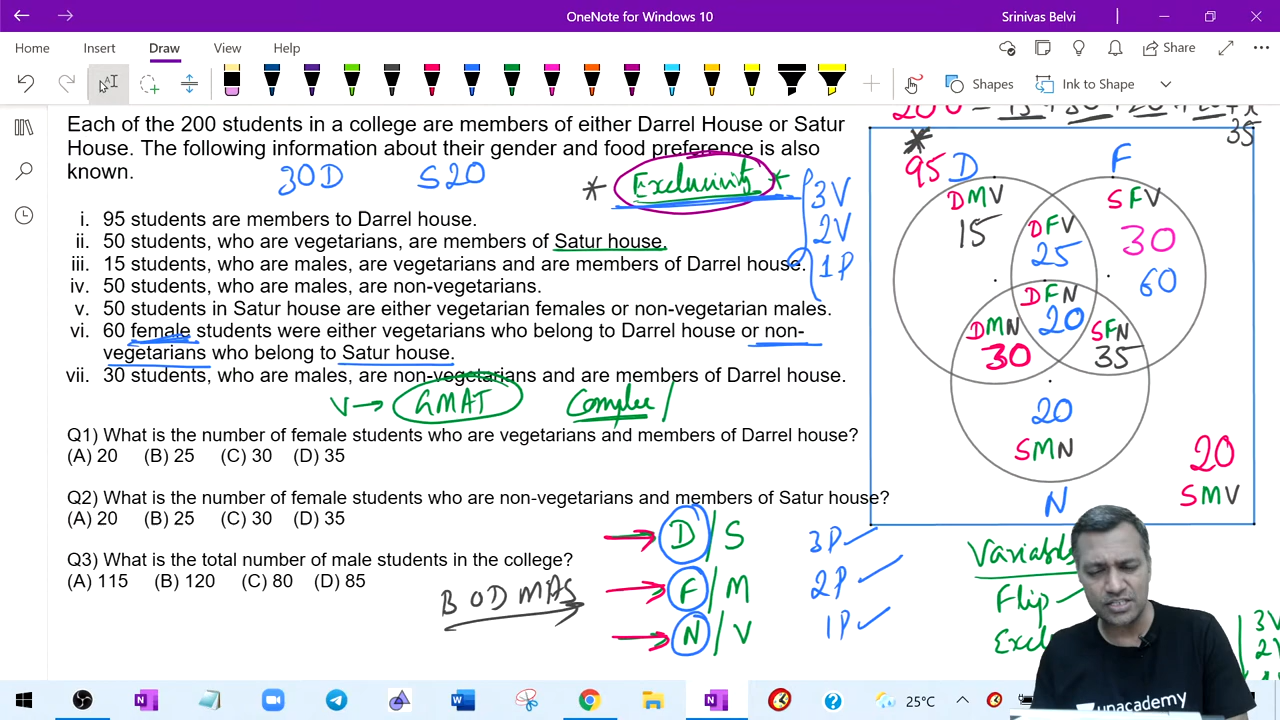 OneNote for Windows 10
Srinivas Belvi
Home Insert Draw View Help
Share
Shapes
Ink to Shape
Each of the 200 students in a college are members of either Darrel House or Satur
House. The following information about their gender and food preference is also
known.
30D S20
* Exclusivity *
3V
2V
1P
i. 95 students are members to Darrel house.
ii. 50 students, who are vegetarians, are members of Satur house.
iii. 15 students, who are males, are vegetarians and are members of Darrel house.
iv. 50 students, who are males, are non-vegetarians.
v. 50 students in Satur house are either vegetarian females or non-vegetarian males.
vi. 60 female students were either vegetarians who belong to Darrel house or non-
vegetarians who belong to Satur house.
vii. 30 students, who are males, are non-vegetarians and are members of Darrel house.
V → GMAT Complex /
Q1) What is the number of female students who are vegetarians and members of Darrel house?
(A) 20 (B) 25 (C) 30 (D) 35
Q2) What is the number of female students who are non-vegetarians and members of Satur house?
(A) 20 (B) 25 (C) 30 (D) 35
Q3) What is the total number of male students in the college?
(A) 115 (B) 120 (C) 80 (D) 85
BODMAS
D/S
F/M
N/V
3P
2P
1P
35
*
95 D F
DMV
15
DFV
25
SFV
30
60
DFN
20
DMN
30
SFN
35
20
SMN
N
20
SMV
Variables
Flip
3V
2V
unacademy
25°C